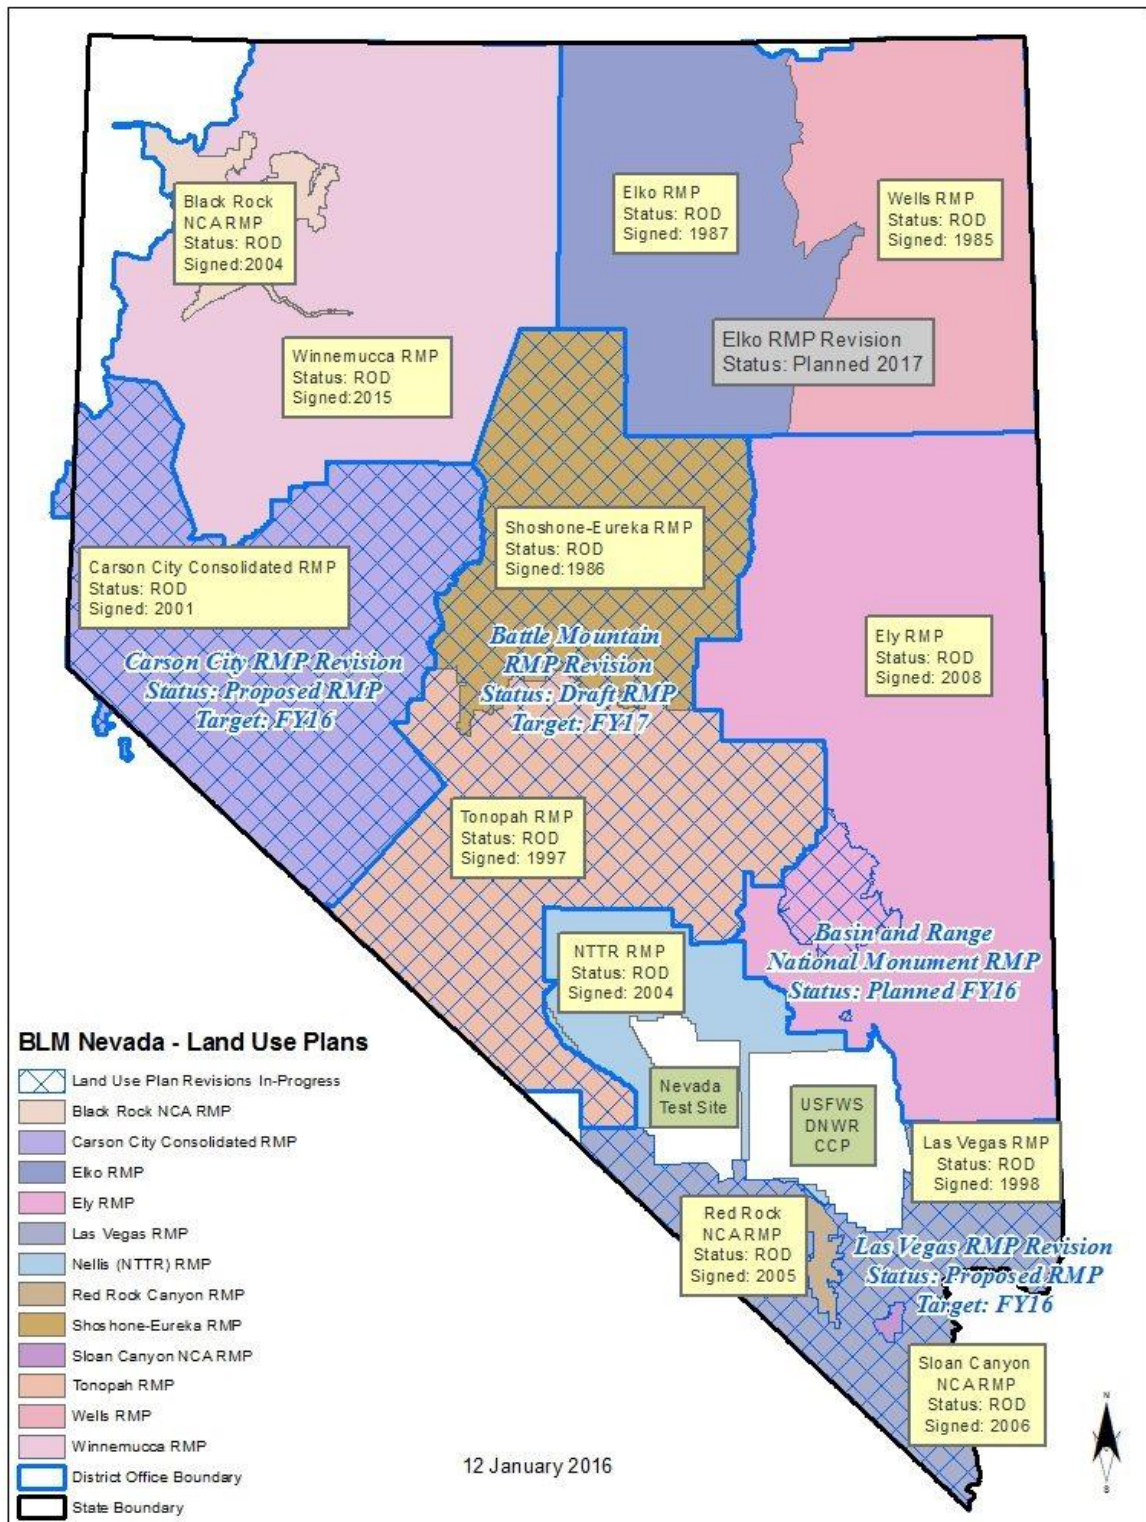 Black Rock
NCARMP
Status: ROD
Signed:2004
Elko RMP
Status: ROD
Signed: 1987
Wells RMP
Status: ROD
Signed: 1985
Winnemucca RMP
Status: ROD
Signed:2015
Elko RMP Revision
Status: Planned 2017
Shoshone-Eureka RMP
Status: ROD
Signed:1986
Carson City Consolidated RMP
Status: ROD
Signed: 2001
Carson City RMP Revision
Status: Proposed RMP
Target: FY16
Battle Mountain
RMP Revision
Status: Draft RMP
Target: FY17
Ely RMP
Status: ROD
Signed: 2008
Tonopah RMP
Status: ROD
Signed: 1997
Basin and Range
National Monument RMP
Status: Planned FY16
NTTR RMP
Status: ROD
Signed: 2004
Nevada
Test Site
USFWS
DNWR
CCP
Las Vegas RMP
Status: ROD
Signed: 1998
Red Rock
NCARMP
Status: ROD
Signed: 2005
Las Vegas RMP Revision
Status: Proposed RMP
Target: FY16
Sloan Canyon
NCARMP
Status: ROD
Signed: 2006
BLM Nevada - Land Use Plans
Land Use Plan Revisions In-Progress
Black Rock NCA RMP
Carson City Consolidated RMP
Elko RMP
Ely RMP
Las Vegas RMP
Nellis (NTTR) RMP
Red Rock Canyon RMP
Shoshone-Eureka RMP
Sloan Canyon NCA RMP
Tonopah RMP
Wells RMP
Winnemucca RMP
District Office Boundary
State Boundary
12 January 2016
N
S